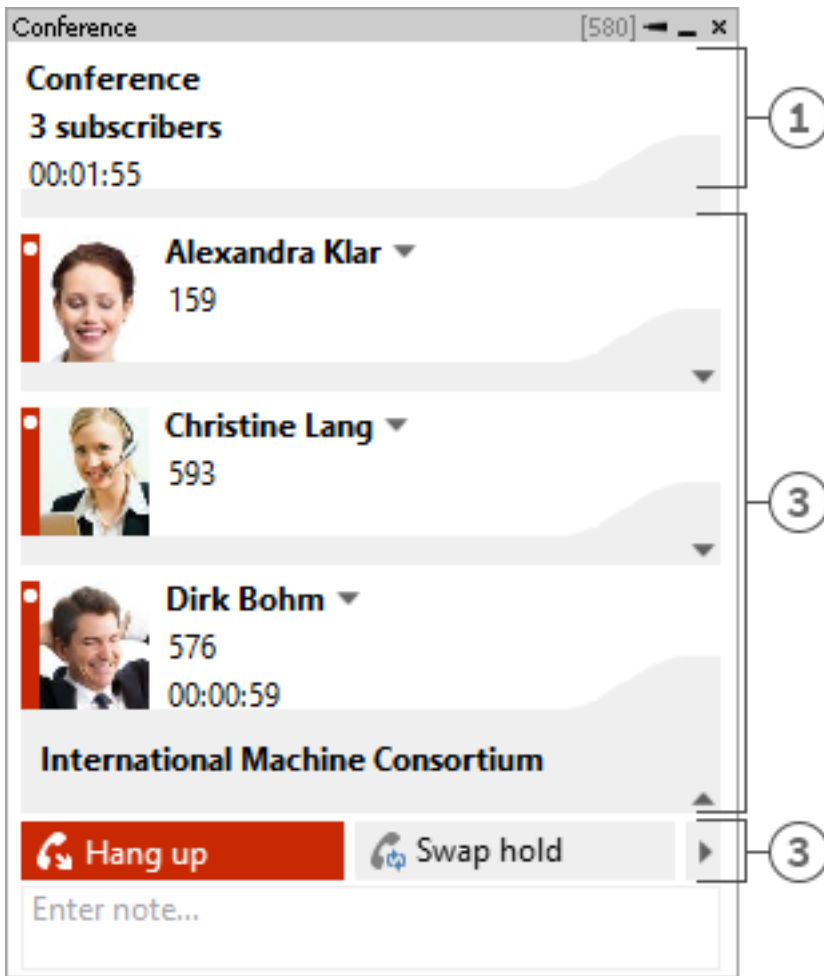 Conference [580]
Conference
3 subscribers
00:01:55
1
Alexandra Klar
159
Christine Lang
593
3
Dirk Bohm
576
00:00:59
International Machine Consortium
Hang up Swap hold
3
Enter note...